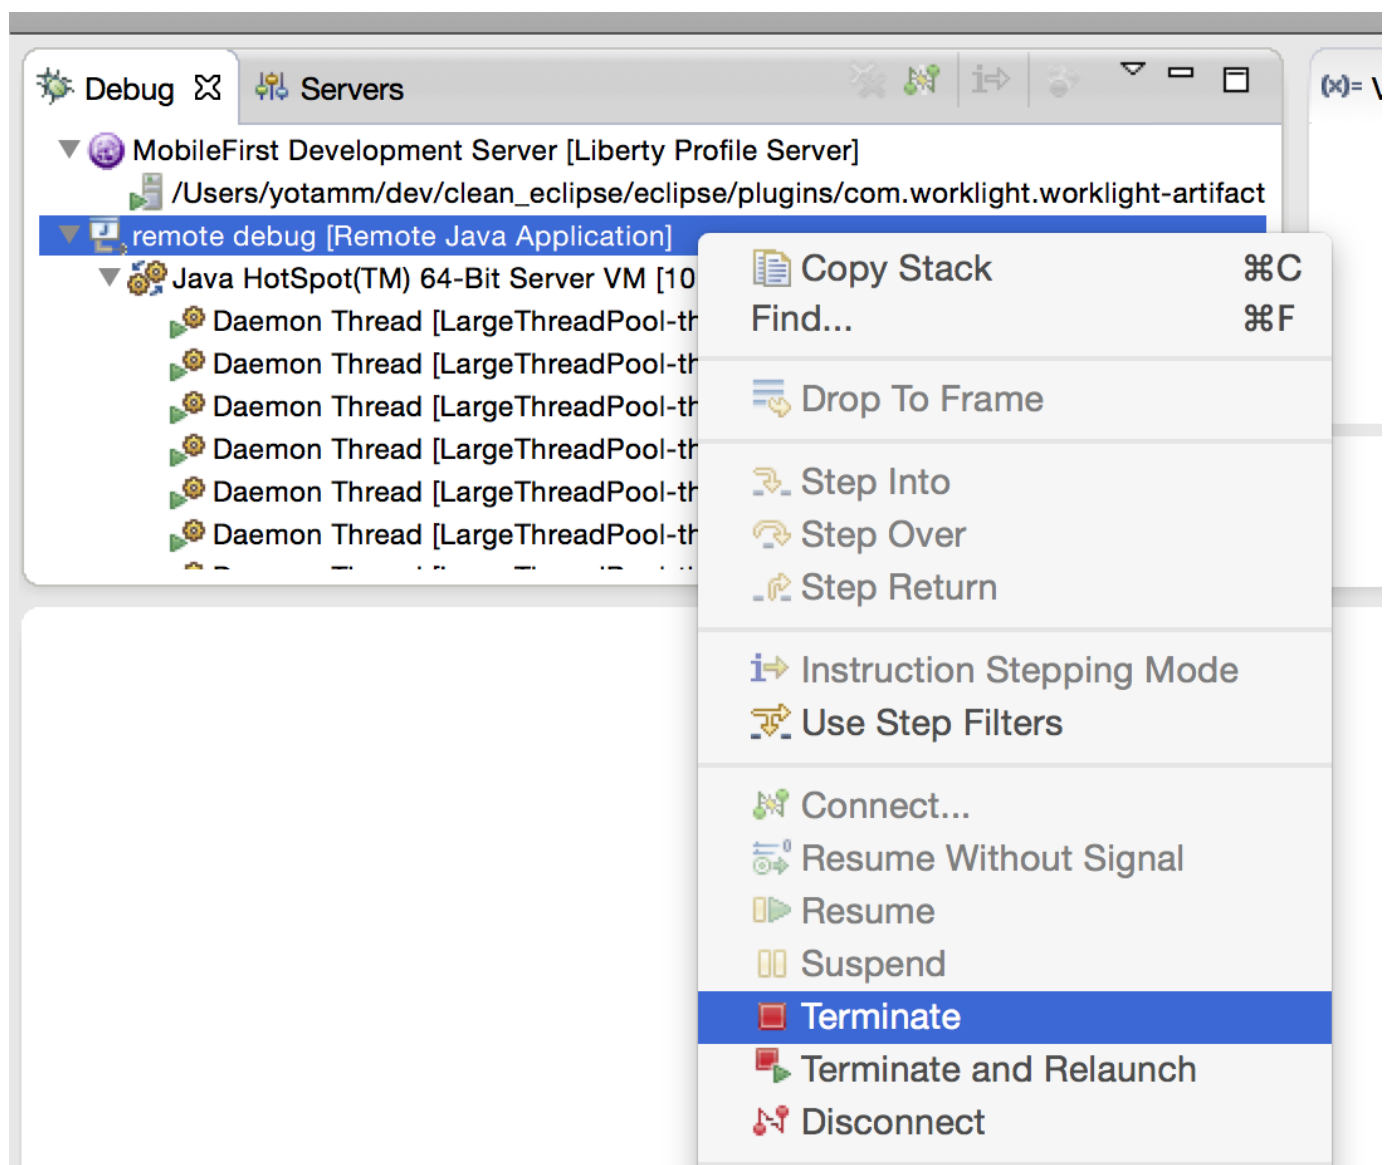 Debug
Servers
(x)=
MobileFirst Development Server [Liberty Profile Server]
/Users/yotamm/dev/clean_eclipse/eclipse/plugins/com.worklight.worklight-artifact
remote debug [Remote Java Application]
Java HotSpot(TM) 64-Bit Server VM [10
Daemon Thread [LargeThreadPool-th
Daemon Thread [LargeThreadPool-th
Daemon Thread [LargeThreadPool-th
Daemon Thread [LargeThreadPool-th
Daemon Thread [LargeThreadPool-th
Daemon Thread [LargeThreadPool-th
Copy Stack ⌘C
Find... ⌘F
Drop To Frame
Step Into
Step Over
Step Return
Instruction Stepping Mode
Use Step Filters
Connect...
Resume Without Signal
Resume
Suspend
Terminate
Terminate and Relaunch
Disconnect